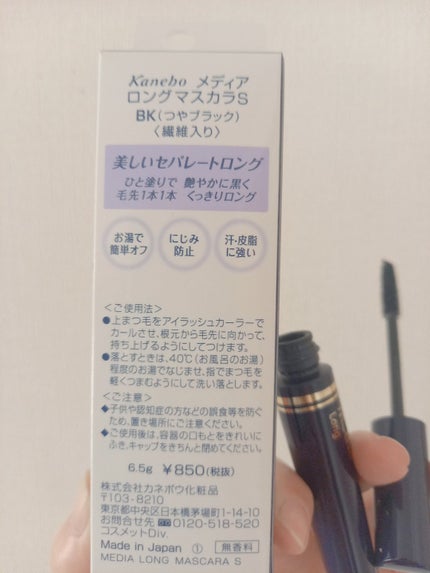 Kanebo メディア
ロングマスカラS
BK(つやブラック)
〈繊維入り〉
美しいセパレートロング
ひと塗りで 艶やかに黒く
毛先1本1本 くっきりロング
お湯で
簡単オフ
にじみ
防止
汗・皮脂
に強い
＜ご使用法＞
●上まつ毛をアイラッシュカーラーで
カールさせ、根元から毛先に向かって、
持ち上げるようにしてつけます。
●落とすときは、40℃(お風呂のお湯)
程度のお湯でなじませ、指でまつ毛を
軽くつまむようにして洗い落とします。
＜ご注意＞
◆子供や認知症の方などの誤食等を防ぐ
ため、置き場所にご注意ください。
◆ご使用後は、容器の口もとをきれいに
ふき、キャップをきちんと閉めてください。
6.5g ¥850(税抜)
株式会社カネボウ化粧品
〒103-8210
東京都中央区日本橋茅場町1-14-10
お問合せ先 0120-518-520
コスメットDiv.
Made in Japan ① 無香料
MEDIA LONG MASCARA S